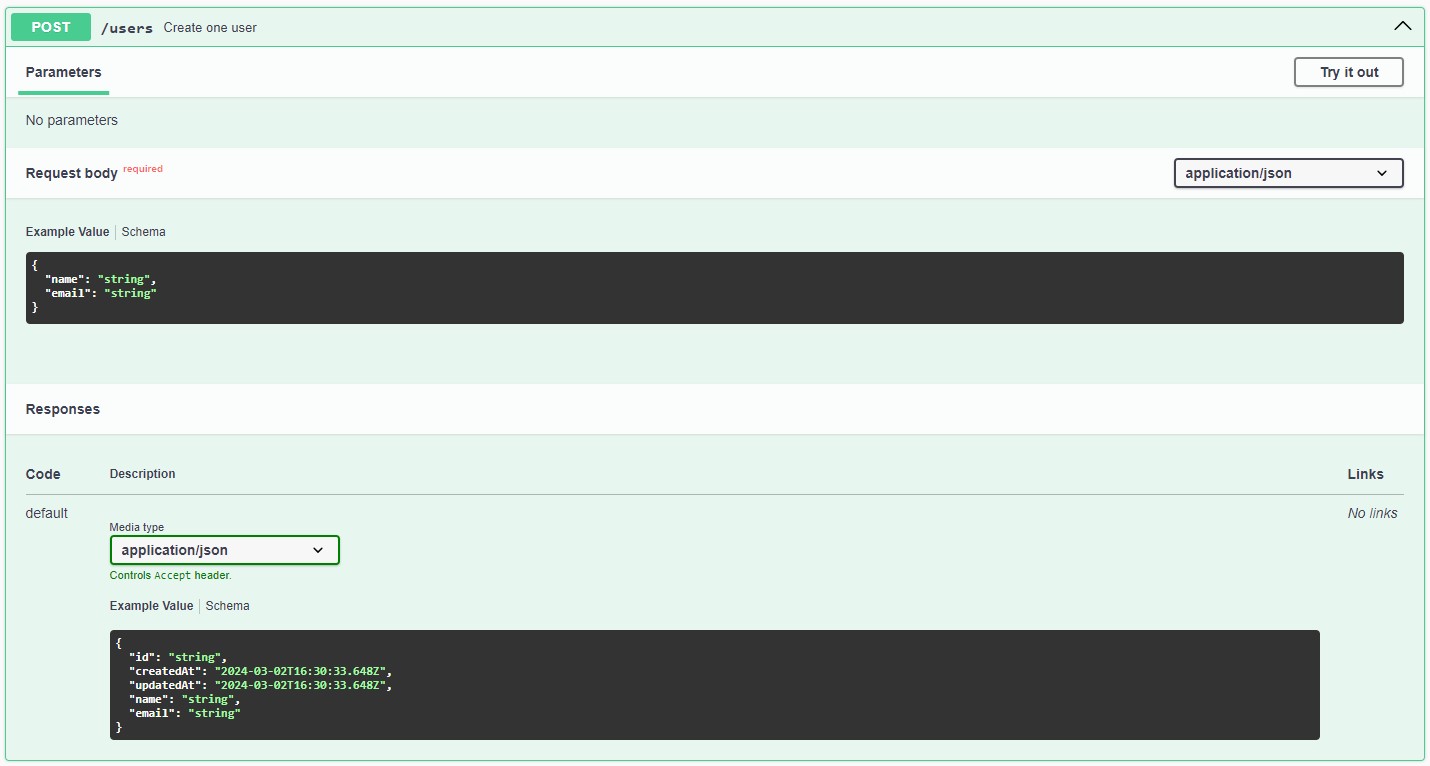 POST /users Create one user
Parameters
Try it out
No parameters
Request body required
application/json
Example Value Schema
{
  "name": "string",
  "email": "string"
}
Responses
Code Description Links
default
No links
Media type
application/json
Controls Accept header.
Example Value Schema
{
  "id": "string",
  "createdAt": "2024-03-02T16:30:33.648Z",
  "updatedAt": "2024-03-02T16:30:33.648Z",
  "name": "string",
  "email": "string"
}